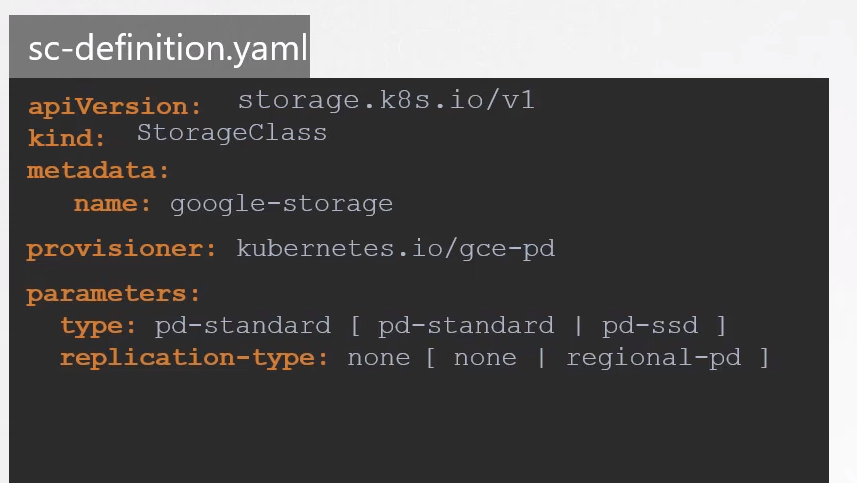 sc-definition.yaml
apiVersion: storage.k8s.io/v1
kind: StorageClass
metadata:
name: google-storage
provisioner: kubernetes.io/gce-pd
parameters:
type: pd-standard [ pd-standard | pd-ssd ]
replication-type: none [ none | regional-pd ]